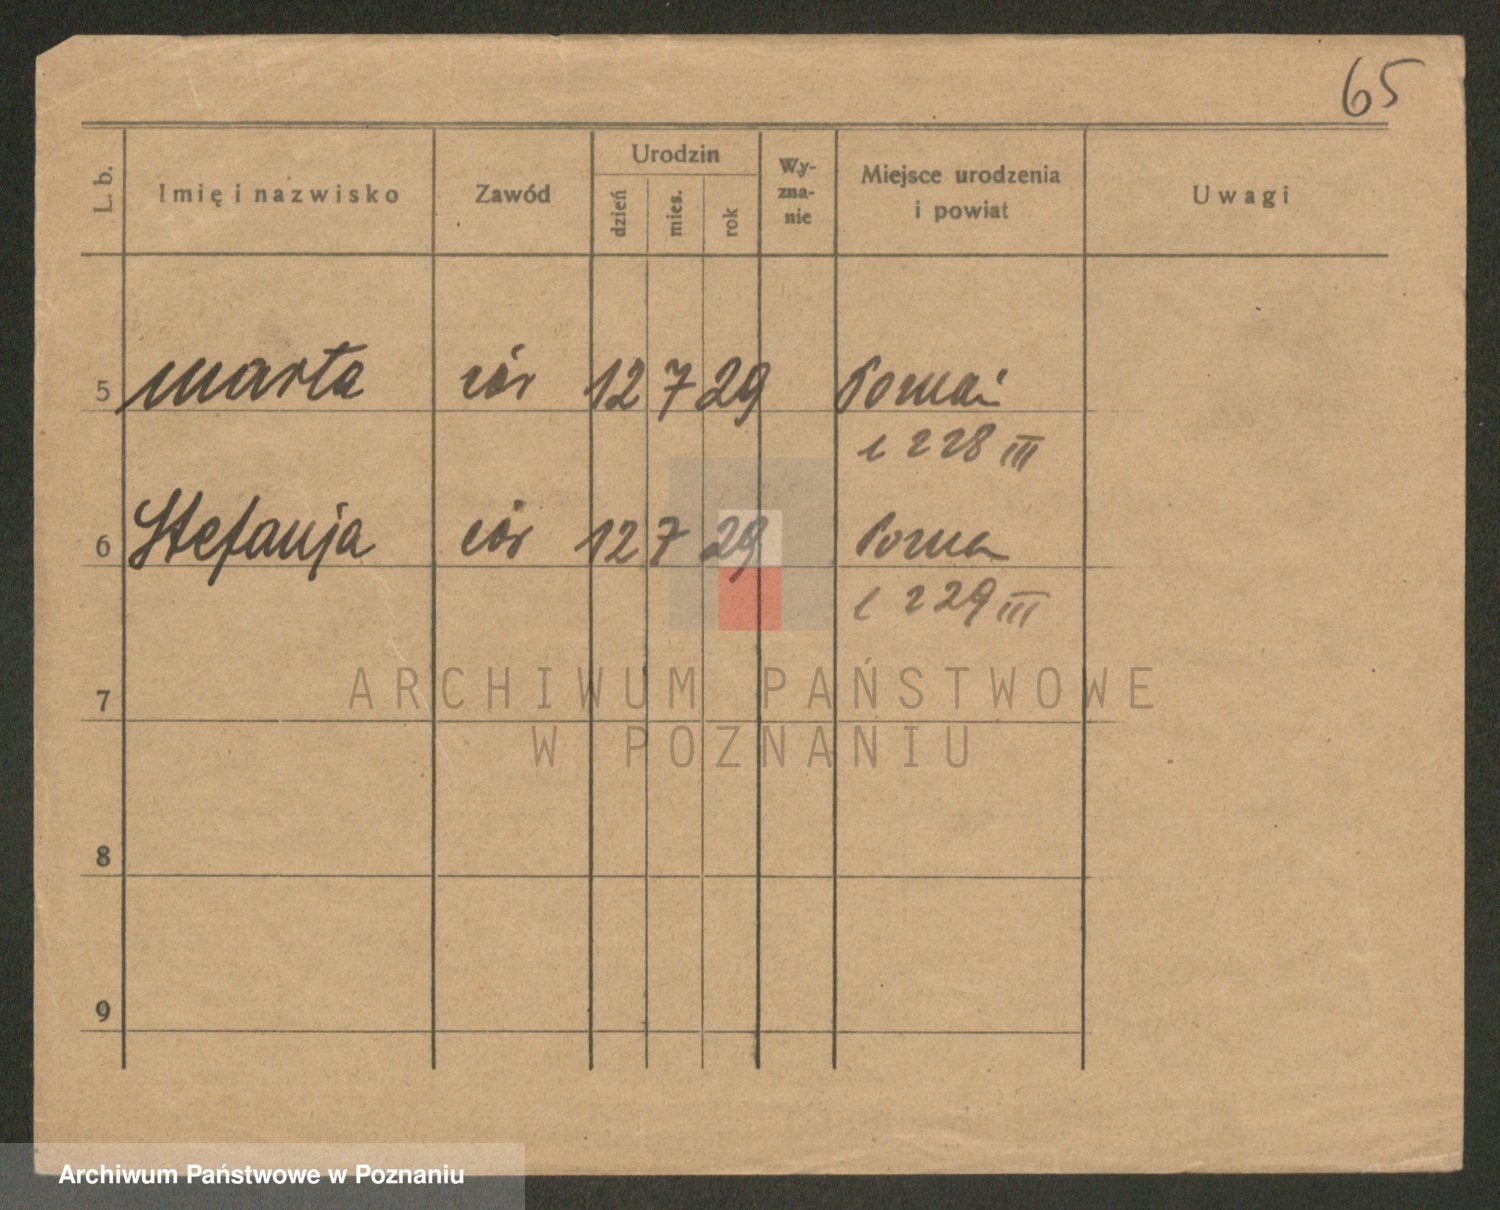 65
L. b. Imię i nazwisko Zawód Urodzin dzień mies. rok Wy-zna-nie Miejsce urodzenia i powiat Uwagi
5 Marta cór 12 7 29 Poznań
228 III
6 Stefanja cór 12 7 29 Pozna
229 III
ARCHIWUM PAŃSTWOWE
W POZNANIU
7
8
9
Archiwum Państwowe w Poznaniu